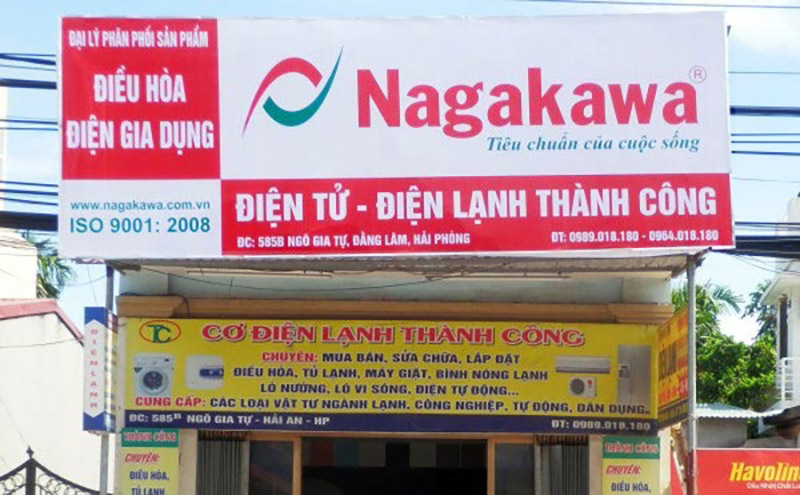 ĐẠI LÝ PHÂN PHỐI SẢN PHẨM
ĐIỀU HÒA
ĐIỆN GIA DỤNG
www.nagakawa.com.vn
ISO 9001: 2008
Nagakawa®
Tiêu chuẩn của cuộc sống
ĐIỆN TỬ - ĐIỆN LẠNH THÀNH CÔNG
ĐC: 585B NGÔ GIA TỰ, ĐẰNG LÂM, HẢI PHÒNG
ĐT: 0989.018.180 - 0964.018.180
TC
CƠ ĐIỆN LẠNH THÀNH CÔNG
CHUYÊN: MUA BÁN, SỬA CHỮA, LẮP ĐẶT
ĐIỀU HÒA, TỦ LẠNH, MÁY GIẶT, BÌNH NÓNG LẠNH
LÒ NƯỚNG, LÒ VI SÓNG, ĐIỆN TỰ ĐỘNG...
CUNG CẤP: CÁC LOẠI VẬT TƯ NGÀNH LẠNH, CÔNG NGHIỆP, TỰ ĐỘNG, DÂN DỤNG...
ĐC: 585B NGÔ GIA TỰ - HẢI AN - HP
ĐT: 0989.018.180
ĐIỆN LẠNH
THÀNH CÔNG
CHUYÊN:
ĐIỀU HÒA,
TỦ LẠNH
THÀNH CÔNG
CHUYÊN:
ĐIỀU HÒA,
Havolin
Dầu Nhớt Chất